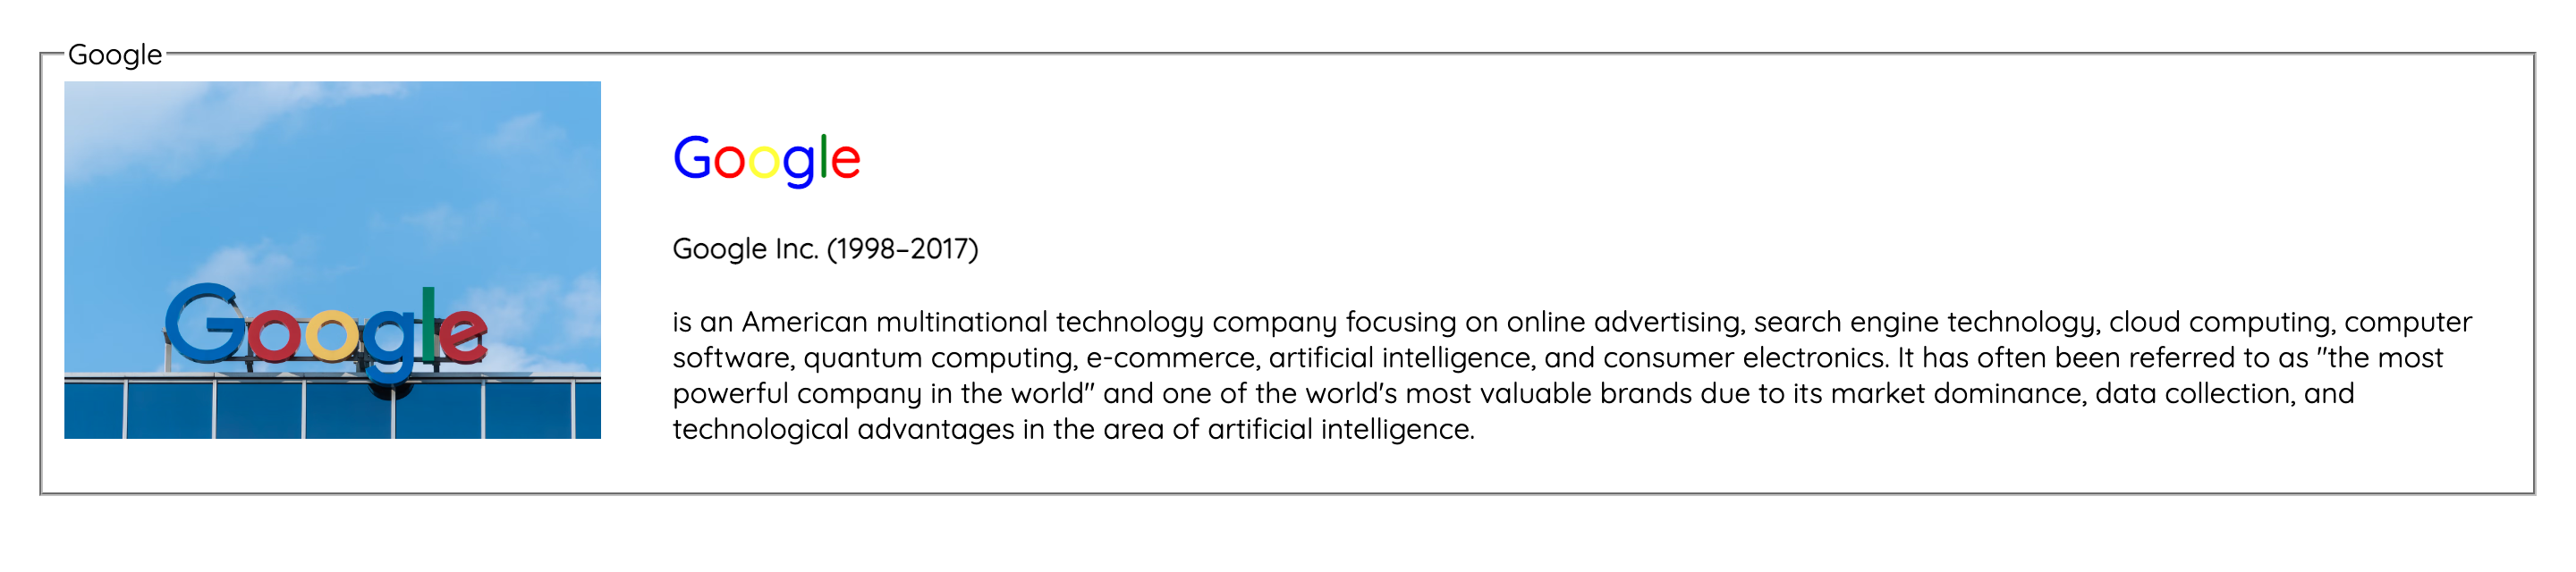 Google
Google
Google
Google Inc. (1998–2017)
is an American multinational technology company focusing on online advertising, search engine technology, cloud computing, computer
software, quantum computing, e-commerce, artificial intelligence, and consumer electronics. It has often been referred to as "the most
powerful company in the world" and one of the world's most valuable brands due to its market dominance, data collection, and
technological advantages in the area of artificial intelligence.